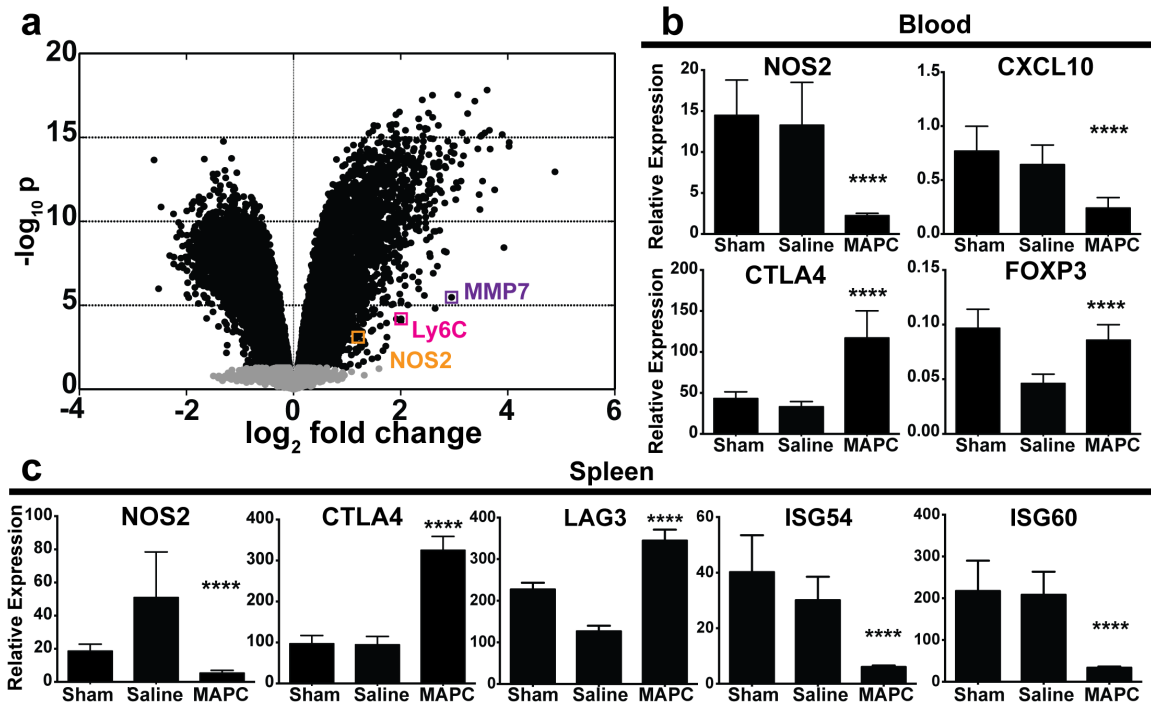 a
20
15
10
5
0
-log10 p
-4
-2
0
2
4
6
log2 fold change
MMP7
Ly6C
NOS2
b
Blood
NOS2
Relative Expression
20
15
10
5
0
****
Sham
Saline
MAPC
CXCL10
1.5
1.0
0.5
0.0
****
Sham
Saline
MAPC
CTLA4
Relative Expression
200
150
100
50
0
****
Sham
Saline
MAPC
FOXP3
0.15
0.10
0.05
0.00
****
Sham
Saline
MAPC
c
Spleen
NOS2
Relative Expression
100
80
60
40
20
0
****
Sham
Saline
MAPC
CTLA4
400
300
200
100
0
****
Sham
Saline
MAPC
LAG3
400
300
200
100
0
****
Sham
Saline
MAPC
ISG54
60
40
20
0
****
Sham
Saline
MAPC
ISG60
400
300
200
100
0
****
Sham
Saline
MAPC